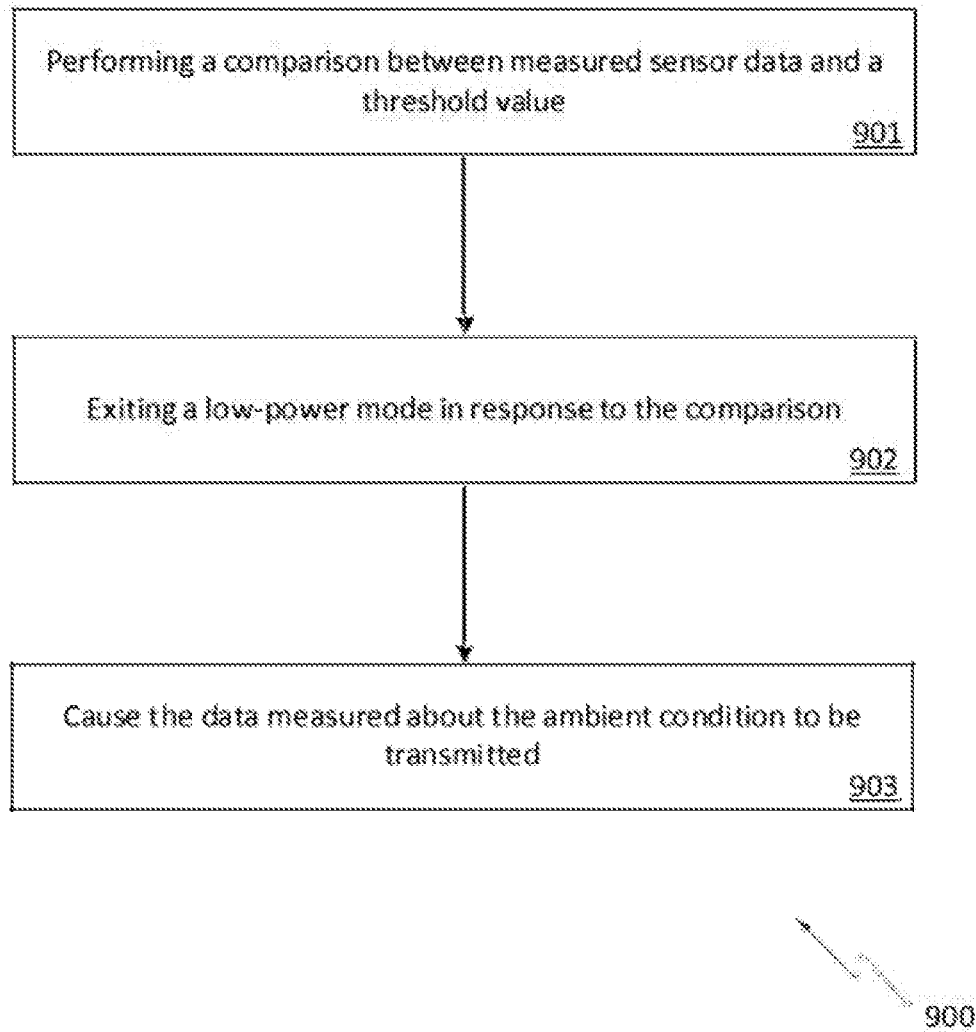 Performing a comparison between measured sensor data and a
threshold value
901
Exiting a low-power mode in response to the comparison
902
Cause the data measured about the ambient condition to be
transmitted
903
900